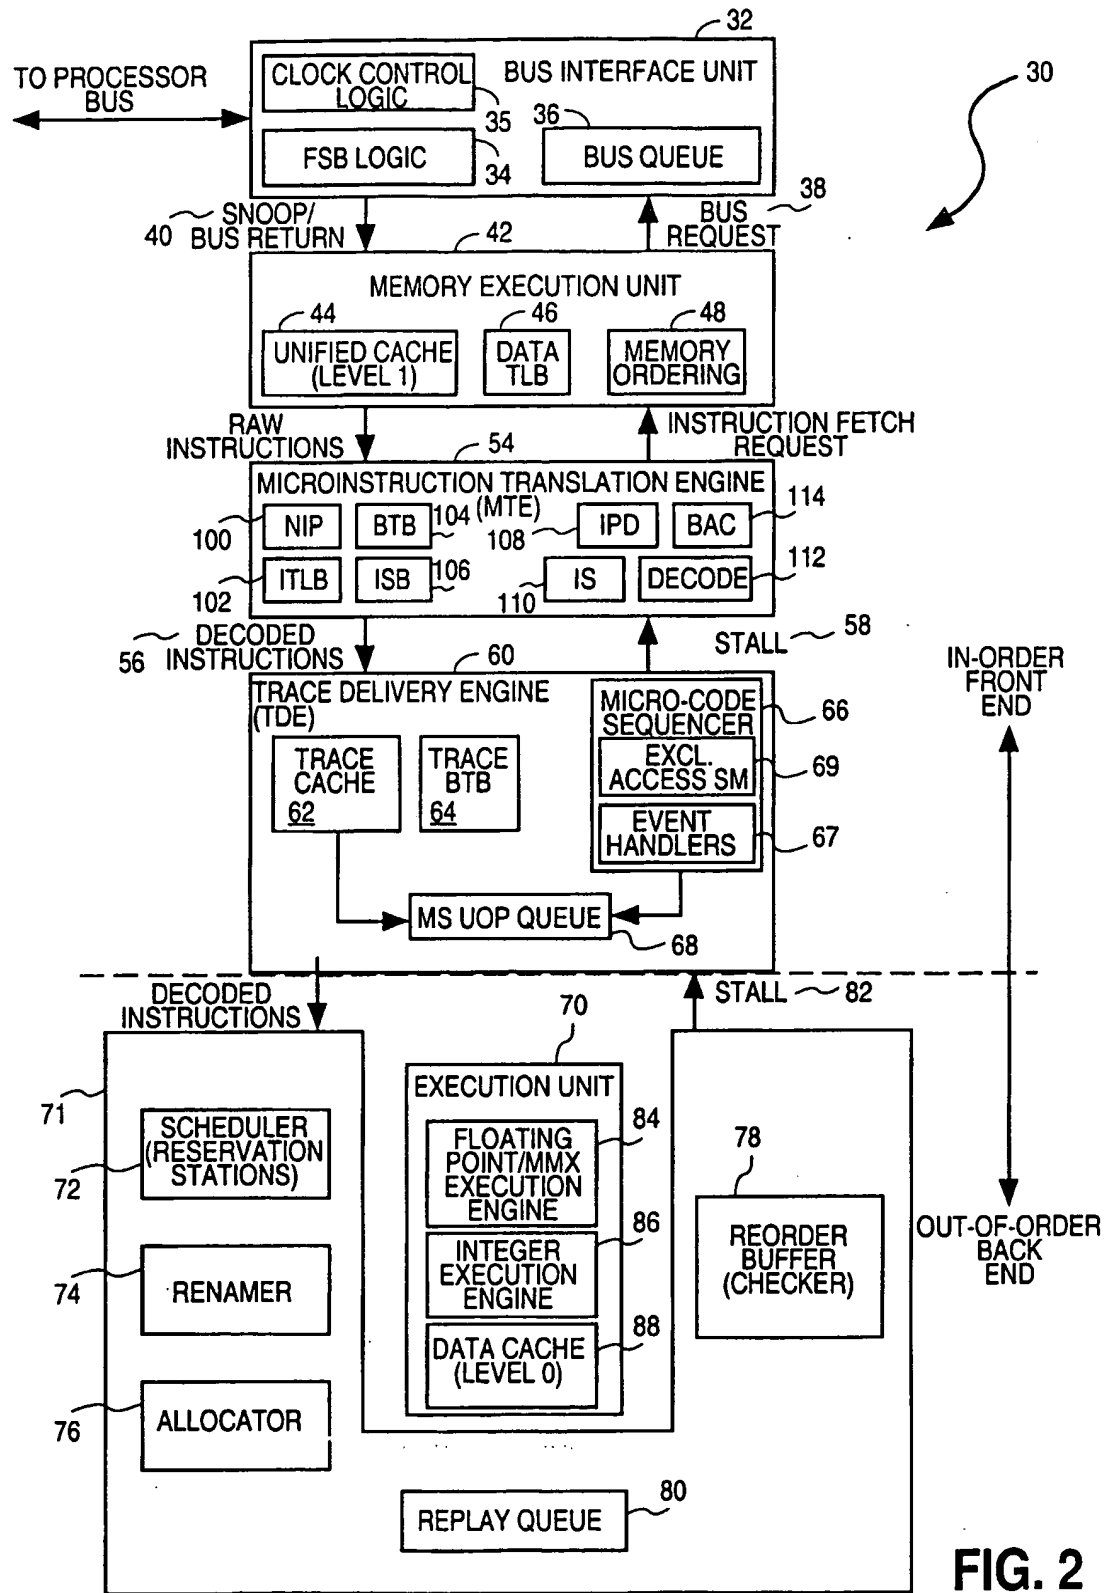 32
TO PROCESSOR
BUS
CLOCK CONTROL
LOGIC
35
BUS INTERFACE UNIT
30
FSB LOGIC
34
36
BUS QUEUE
40
SNOOP/
BUS RETURN
42
BUS
REQUEST
38
MEMORY EXECUTION UNIT
44
UNIFIED CACHE
(LEVEL 1)
46
DATA
TLB
48
MEMORY
ORDERING
RAW
INSTRUCTIONS
54
INSTRUCTION FETCH
REQUEST
MICROINSTRUCTION TRANSLATION ENGINE
(MTE)
100
NIP
BTB
104
108
IPD
BAC
114
102
ITLB
ISB
106
110
IS
DECODE
112
56
DECODED
INSTRUCTIONS
60
STALL
58
IN-ORDER
FRONT
END
TRACE DELIVERY ENGINE
(TDE)
MICRO-CODE
SEQUENCER
66
TRACE
CACHE
62
TRACE
BTB
64
EXCL.
ACCESS SM
69
EVENT
HANDLERS
67
MS UOP QUEUE
68
DECODED
INSTRUCTIONS
STALL
82
70
EXECUTION UNIT
71
SCHEDULER
(RESERVATION
STATIONS)
72
FLOATING
POINT/MMX
EXECUTION
ENGINE
84
78
REORDER
BUFFER
(CHECKER)
OUT-OF-ORDER
BACK
END
74
RENAMER
INTEGER
EXECUTION
ENGINE
86
DATA CACHE
(LEVEL 0)
88
76
ALLOCATOR
REPLAY QUEUE
80
FIG. 2